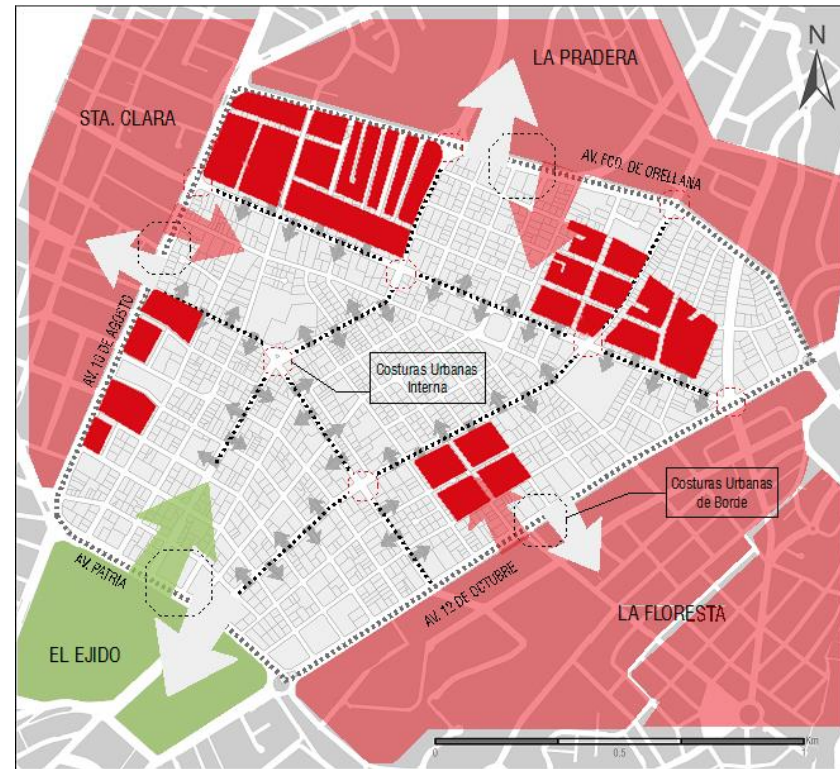 N
LA PRADERA
STA. CLARA
AV. FCO. DE ORELLANA
AV. 10 DE AGOSTO
Costuras Urbanas
Interna
Costuras Urbanas
de Borde
AV. PATRIA
AV. 12 DE OCTUBRE
LA FLORESTA
EL EJIDO
Km
0
0.5
1